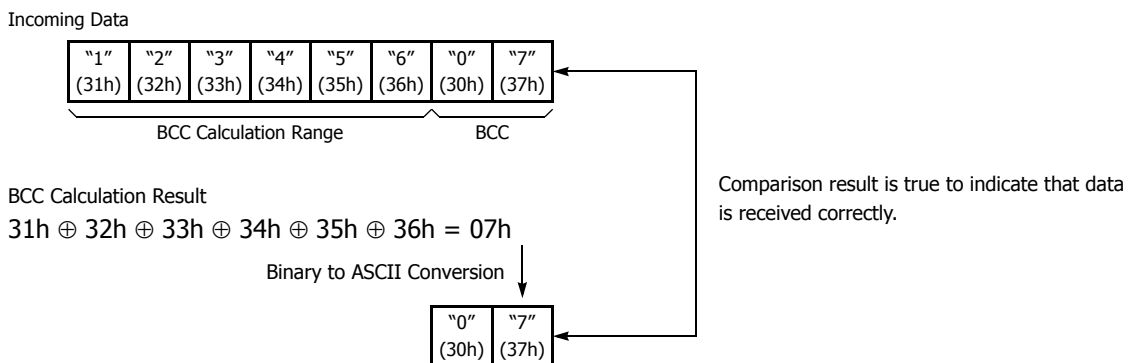 Incoming Data
“1” “2” “3” “4” “5” “6” “0” “7”
(31h) (32h) (33h) (34h) (35h) (36h) (30h) (37h)
BCC Calculation Range BCC
BCC Calculation Result
31h ⊕ 32h ⊕ 33h ⊕ 34h ⊕ 35h ⊕ 36h = 07h
Binary to ASCII Conversion
“0” “7”
(30h) (37h)
Comparison result is true to indicate that data
is received correctly.